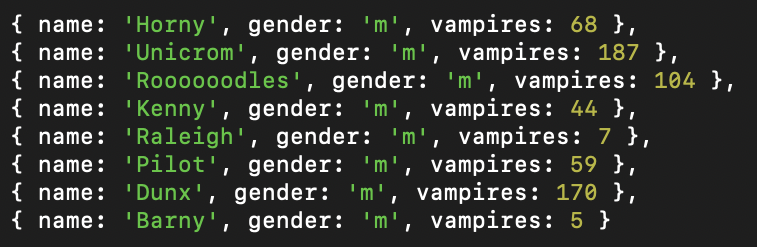 { name: 'Horny', gender: 'm', vampires: 68 },
{ name: 'Unicrom', gender: 'm', vampires: 187 },
{ name: 'Roooooodles', gender: 'm', vampires: 104 },
{ name: 'Kenny', gender: 'm', vampires: 44 },
{ name: 'Raleigh', gender: 'm', vampires: 7 },
{ name: 'Pilot', gender: 'm', vampires: 59 },
{ name: 'Dunx', gender: 'm', vampires: 170 },
{ name: 'Barny', gender: 'm', vampires: 5 }